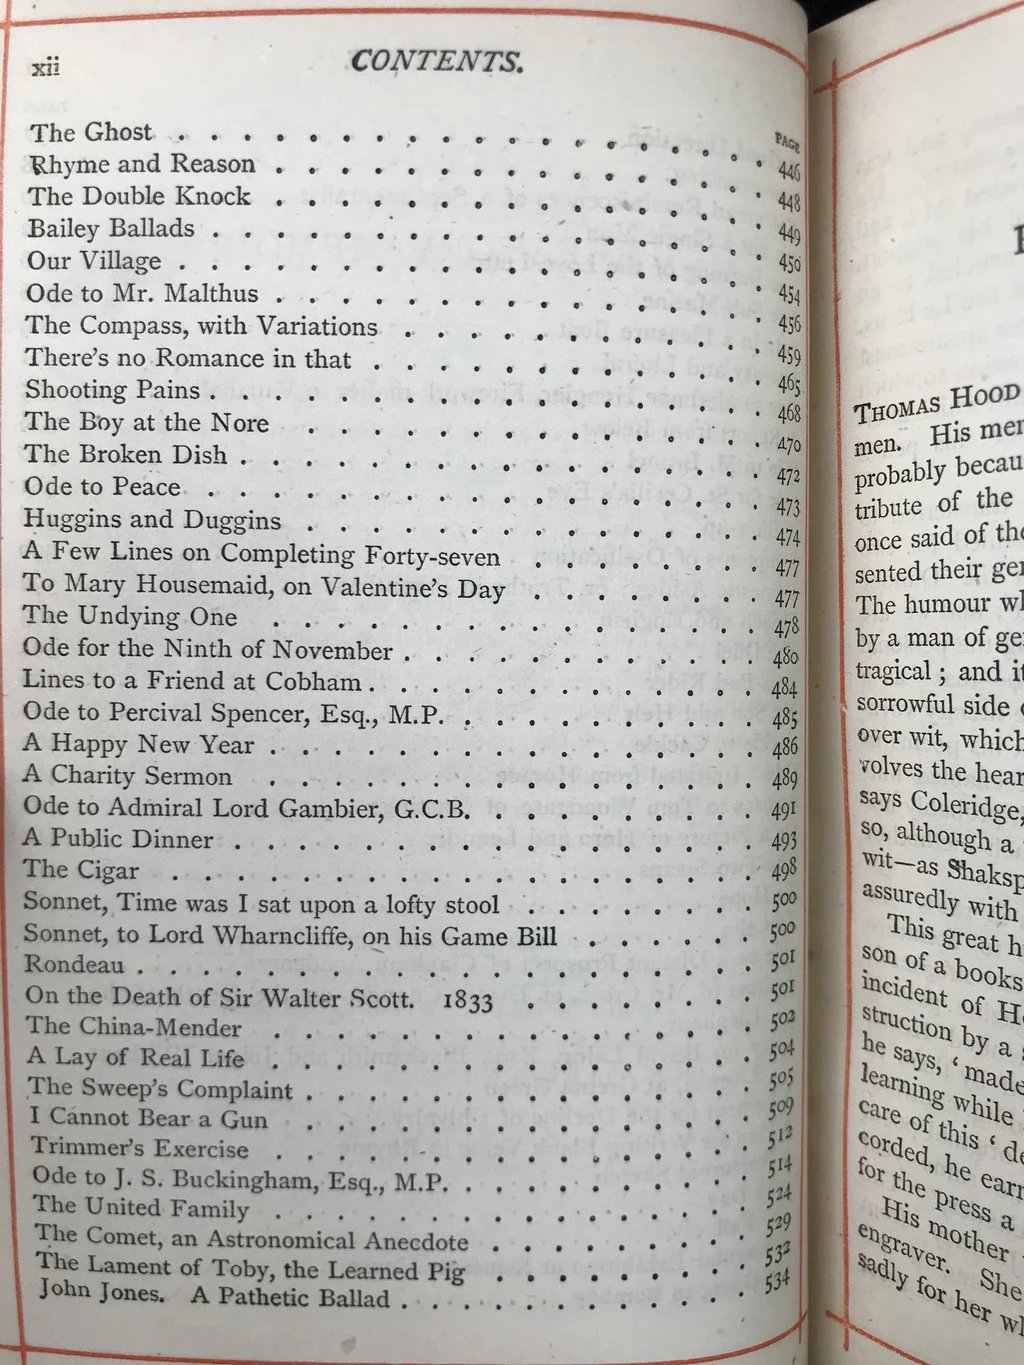 xii
CONTENTS.
PAGE
The Ghost . . . . . . . . . . . . . . . . . . 446
Rhyme and Reason . . . . . . . . . . . . . . . 448
The Double Knock . . . . . . . . . . . . . . . 449
Bailey Ballads . . . . . . . . . . . . . . . . . 450
Our Village . . . . . . . . . . . . . . . . . . 454
Ode to Mr. Malthus . . . . . . . . . . . . . . . 456
The Compass, with Variations . . . . . . . . . . . 459
There's no Romance in that . . . . . . . . . . . . 465
Shooting Pains . . . . . . . . . . . . . . . . . 468
The Boy at the Nore . . . . . . . . . . . . . . 470
The Broken Dish . . . . . . . . . . . . . . . . 472
Ode to Peace . . . . . . . . . . . . . . . . . 473
Huggins and Duggins . . . . . . . . . . . . . . 474
A Few Lines on Completing Forty-seven . . . . . . . 477
To Mary Housemaid, on Valentine's Day . . . . . . . 477
The Undying One . . . . . . . . . . . . . . . 478
Ode for the Ninth of November . . . . . . . . . . . 480
Lines to a Friend at Cobham . . . . . . . . . . . . 484
Ode to Percival Spencer, Esq., M.P. . . . . . . . . . 485
A Happy New Year . . . . . . . . . . . . . . . 486
A Charity Sermon . . . . . . . . . . . . . . . 489
Ode to Admiral Lord Gambier, G.C.B. . . . . . . . . 491
A Public Dinner . . . . . . . . . . . . . . . . 493
The Cigar . . . . . . . . . . . . . . . . . . 498
Sonnet, Time was I sat upon a lofty stool . . . . . . . 500
Sonnet, to Lord Wharncliffe, on his Game Bill . . . . . 500
Rondeau . . . . . . . . . . . . . . . . . . . 501
On the Death of Sir Walter Scott. 1833 . . . . . . . 501
The China-Mender . . . . . . . . . . . . . . . 502
A Lay of Real Life . . . . . . . . . . . . . . . 504
The Sweep's Complaint . . . . . . . . . . . . . . 505
I Cannot Bear a Gun . . . . . . . . . . . . . . 509
Trimmer's Exercise . . . . . . . . . . . . . . . 512
Ode to J. S. Buckingham, Esq., M.P. . . . . . . . . . 514
The United Family . . . . . . . . . . . . . . . 524
The Comet, an Astronomical Anecdote . . . . . . . . 529
The Lament of Toby, the Learned Pig . . . . . . . . 532
John Jones. A Pathetic Ballad . . . . . . . . . . . 534
THOMAS HOOD
men. His mer
probably becau
tribute of the
once said of the
sented their ger
The humour wh
by a man of ge
tragical; and it
sorrowful side
over wit, which
volves the hear
says Coleridge,
so, although a
wit—as Shaksp
assuredly with
This great h
son of a books
incident of Ho
struction by a s
he says, 'made
learning while
care of this 'de
corded, he earn
for the press a
His mother
engraver. She
sadly for her wh